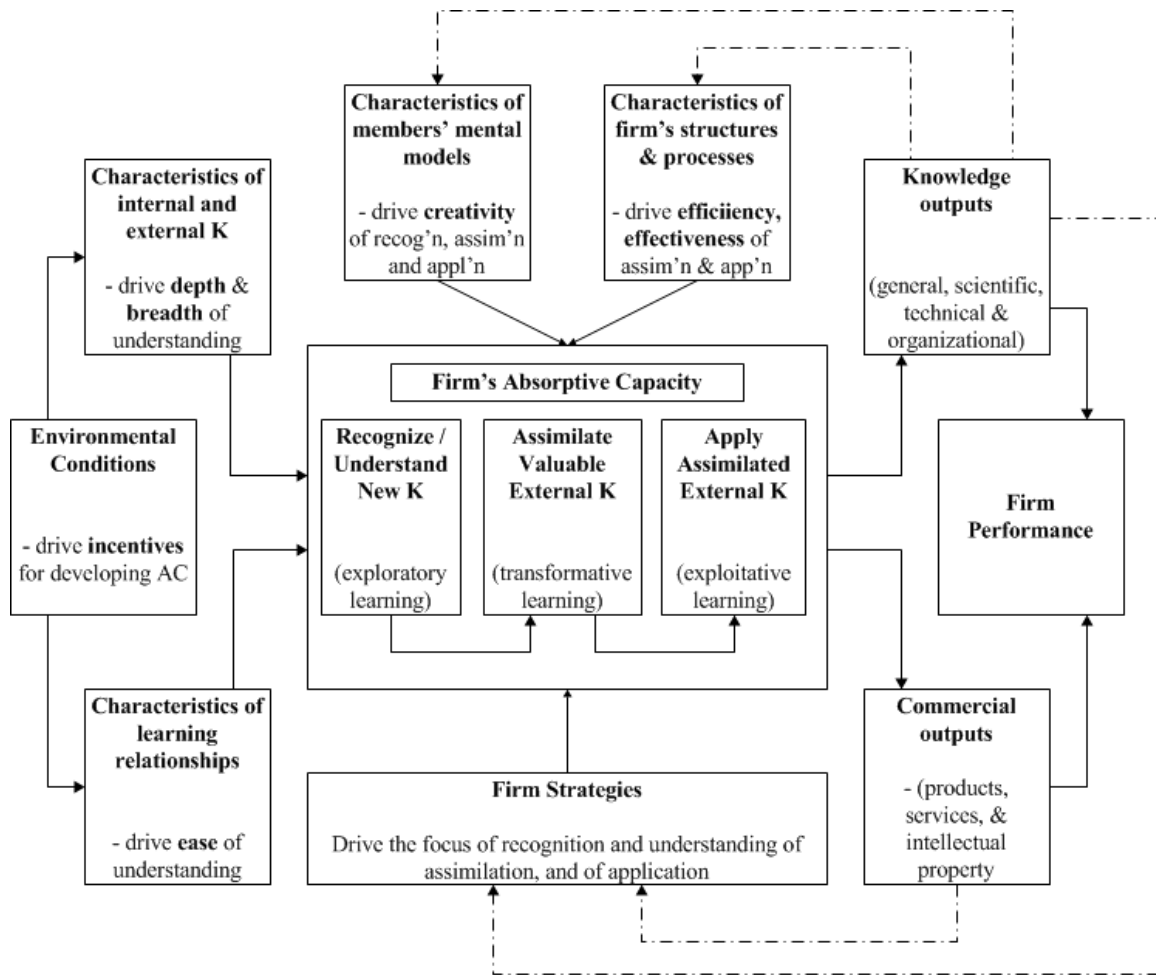 Characteristics of
members’ mental
models
- drive creativity
of recog’n, assim’n
and appl’n
Characteristics of
firm’s structures
& processes
- drive efficiiency,
effectiveness of
assim’n & app’n
Characteristics of
internal and
external K
- drive depth &
breadth of
understanding
Knowledge
outputs
(general, scientific,
technical &
organizational)
Environmental
Conditions
- drive incentives
for developing AC
Firm’s Absorptive Capacity
Recognize /
Understand
New K
(exploratory
learning)
Assimilate
Valuable
External K
(transformative
learning)
Apply
Assimilated
External K
(exploitative
learning)
Firm
Performance
Characteristics of
learning
relationships
- drive ease of
understanding
Firm Strategies
Drive the focus of recognition and understanding of
assimilation, and of application
Commercial
outputs
- (products,
services, &
intellectual
property